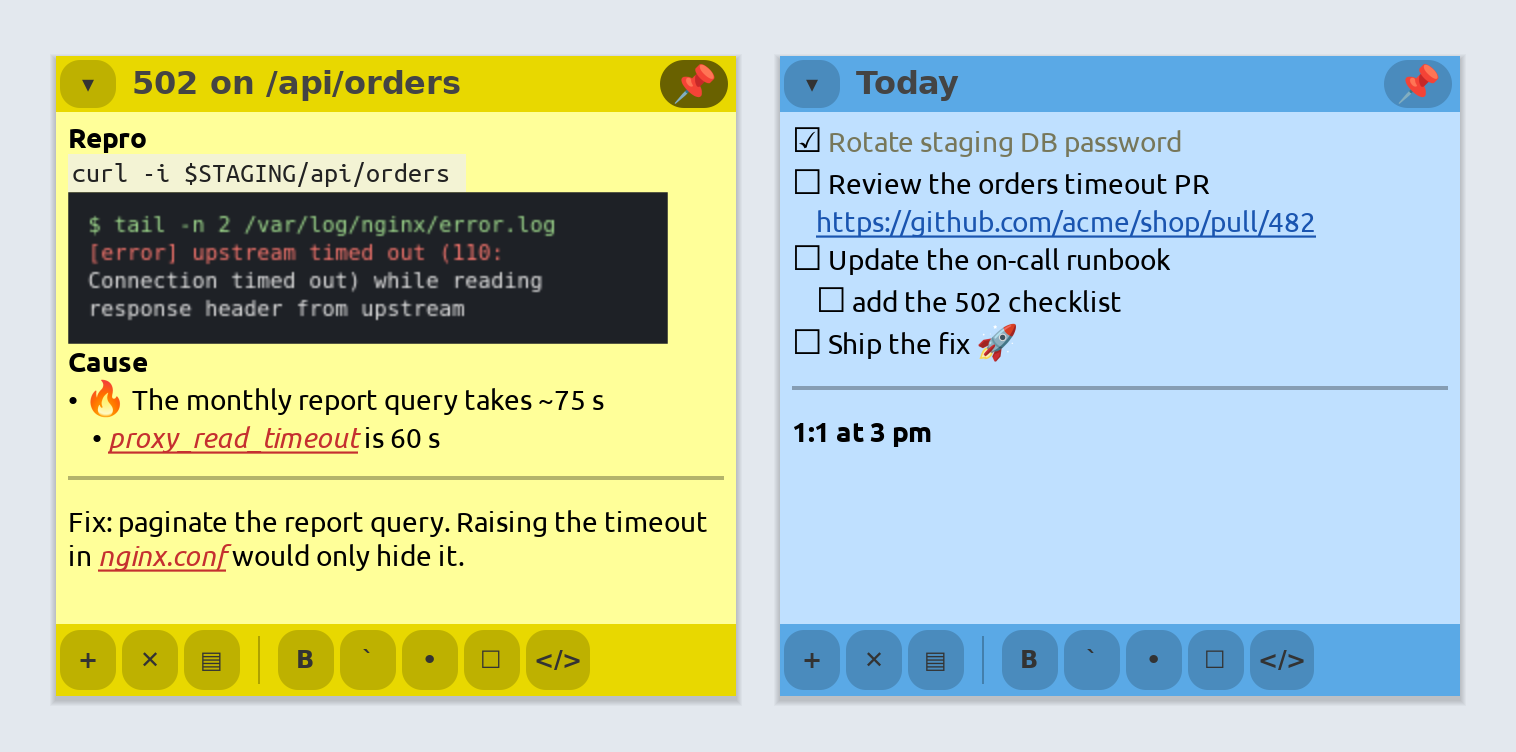 ▾ 502 on /api/orders 📌
Repro
curl -i $STAGING/api/orders
$ tail -n 2 /var/log/nginx/error.log
[error] upstream timed out (110:
Connection timed out) while reading
response header from upstream
Cause
• 🔥 The monthly report query takes ~75 s
• proxy_read_timeout is 60 s
Fix: paginate the report query. Raising the timeout
in nginx.conf would only hide it.
+ ✕ ▤ B ` • ☐ </>
▾ Today 📌
☑ Rotate staging DB password
☐ Review the orders timeout PR
https://github.com/acme/shop/pull/482
☐ Update the on-call runbook
☐ add the 502 checklist
☐ Ship the fix 🚀
1:1 at 3 pm
+ ✕ ▤ B ` • ☐ </>